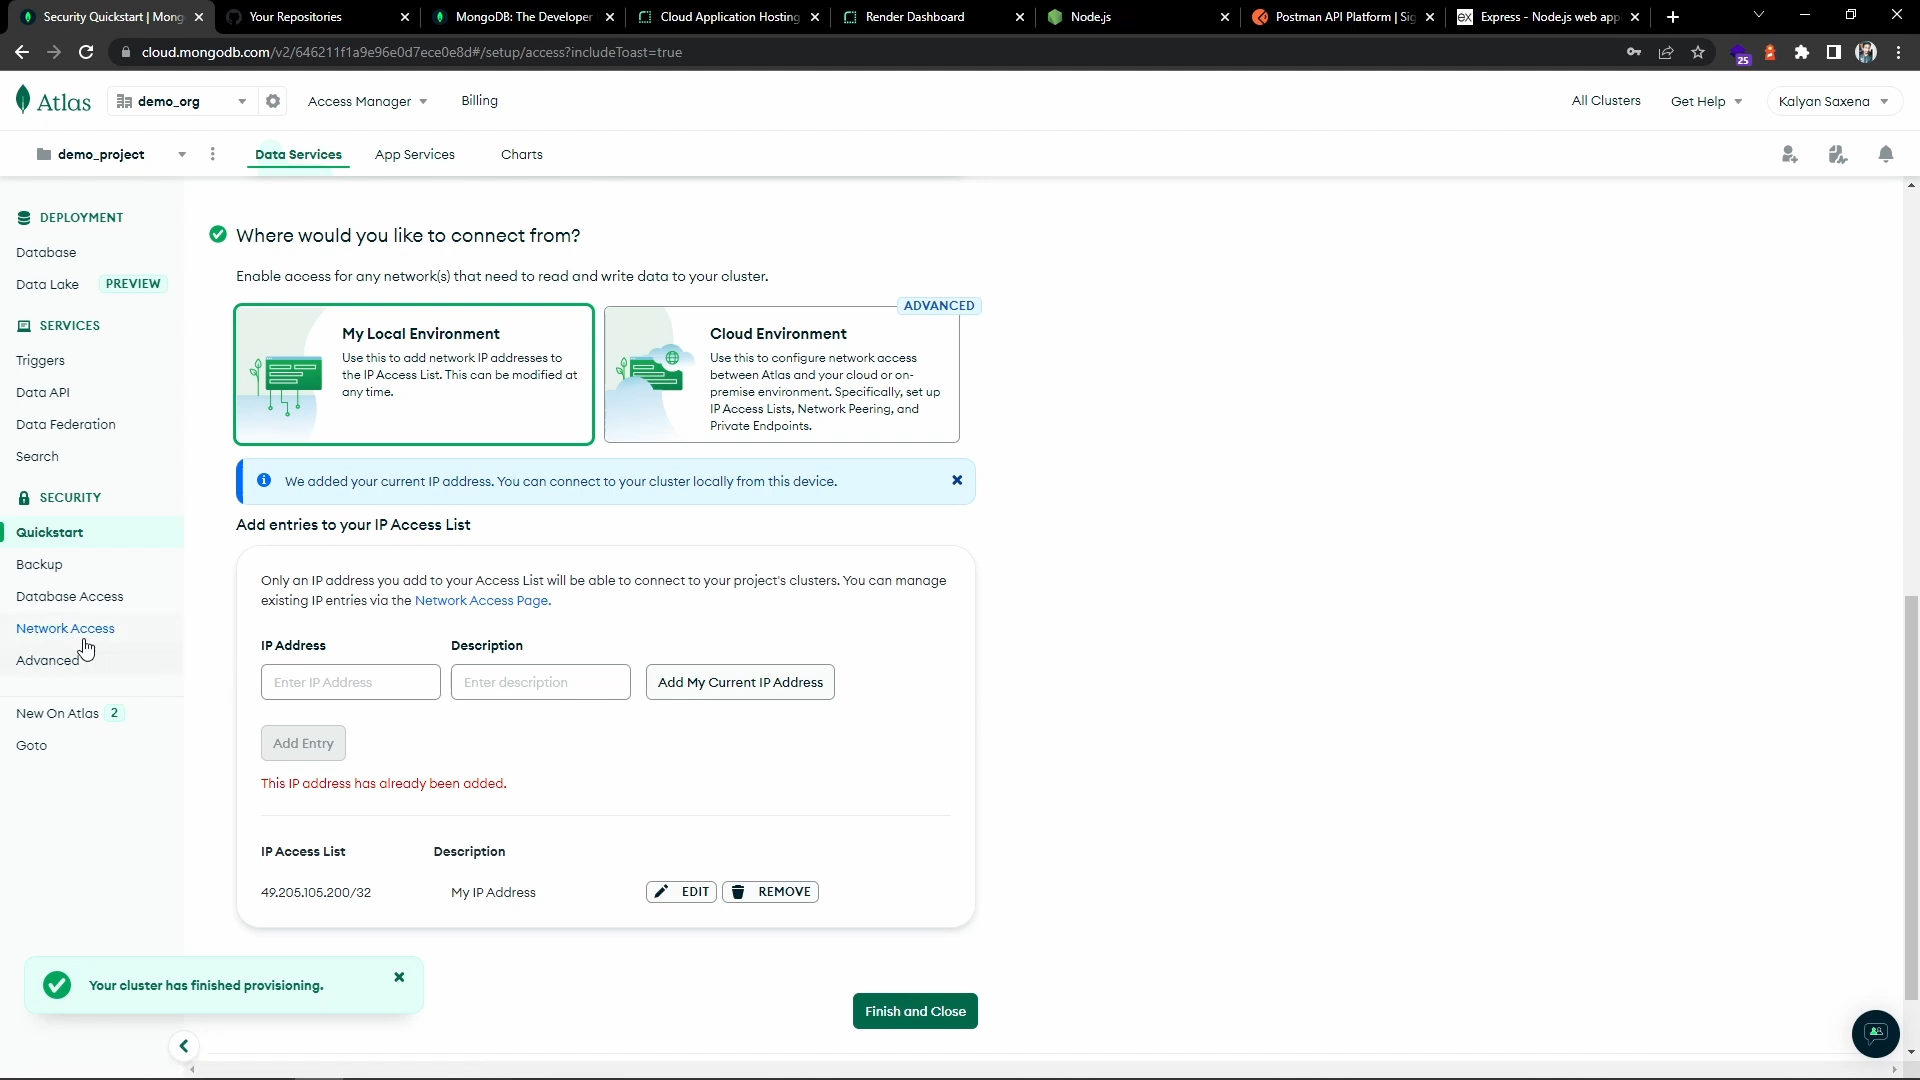 Security Quickstart | Mong
Your Repositories
MongoDB: The Developer
Cloud Application Hosting
Render Dashboard
Node.js
Postman API Platform | Sig
ex
Express - Node.js web app
cloud.mongodb.com/v2/646211f1a9e96e0d7ece0e8d#/setup/access?includeToast=true
25
Atlas
demo_org
Access Manager
Billing
All Clusters
Get Help
Kalyan Saxena
demo_project
Data Services
App Services
Charts
DEPLOYMENT
Database
Data Lake
PREVIEW
SERVICES
Triggers
Data API
Data Federation
Search
SECURITY
Quickstart
Backup
Database Access
Network Access
Advanced
New On Atlas
2
Goto
Where would you like to connect from?
Enable access for any network(s) that need to read and write data to your cluster.
My Local Environment
Use this to add network IP addresses to
the IP Access List. This can be modified at
any time.
ADVANCED
Cloud Environment
Use this to configure network access
between Atlas and your cloud or on-
premise environment. Specifically, set up
IP Access Lists, Network Peering, and
Private Endpoints.
We added your current IP address. You can connect to your cluster locally from this device.
Add entries to your IP Access List
Only an IP address you add to your Access List will be able to connect to your project's clusters. You can manage
existing IP entries via the Network Access Page.
IP Address
Description
Enter IP Address
Enter description
Add My Current IP Address
Add Entry
This IP address has already been added.
IP Access List
Description
49.205.105.200/32
My IP Address
EDIT
REMOVE
Your cluster has finished provisioning.
Finish and Close